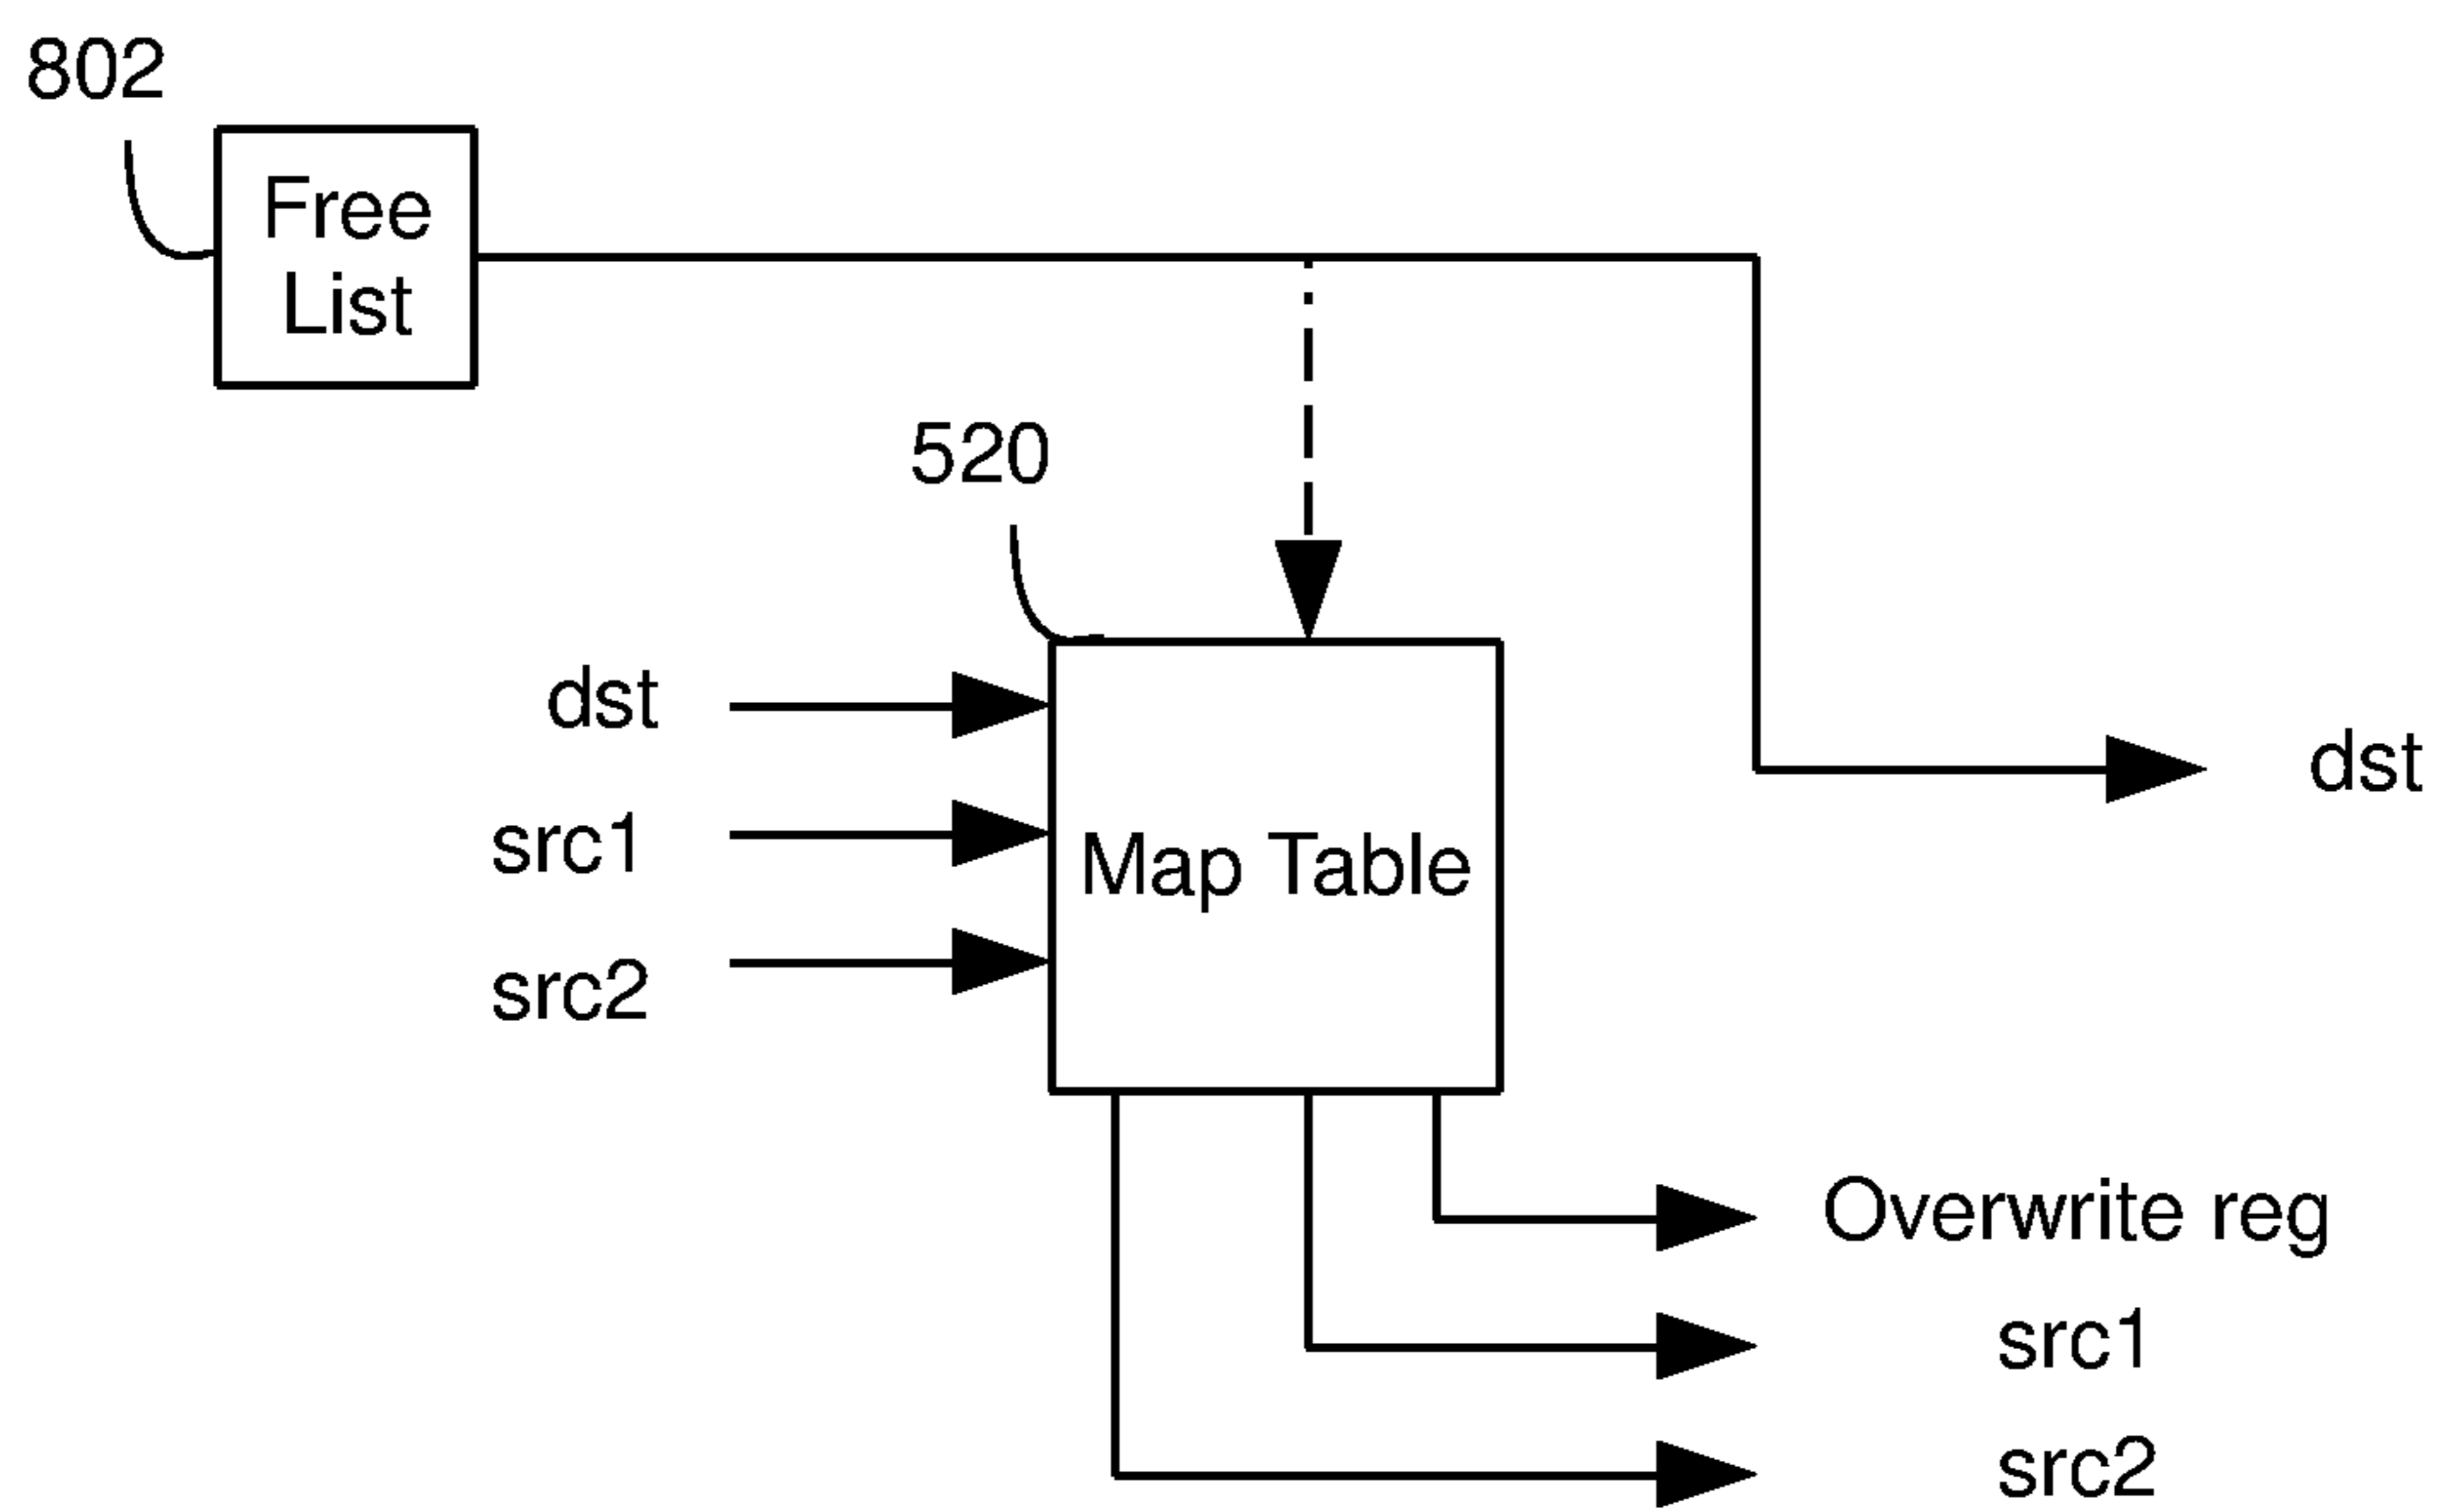 802
Free
List
520
dst
src1
src2
Map Table
dst
Overwrite reg
src1
src2